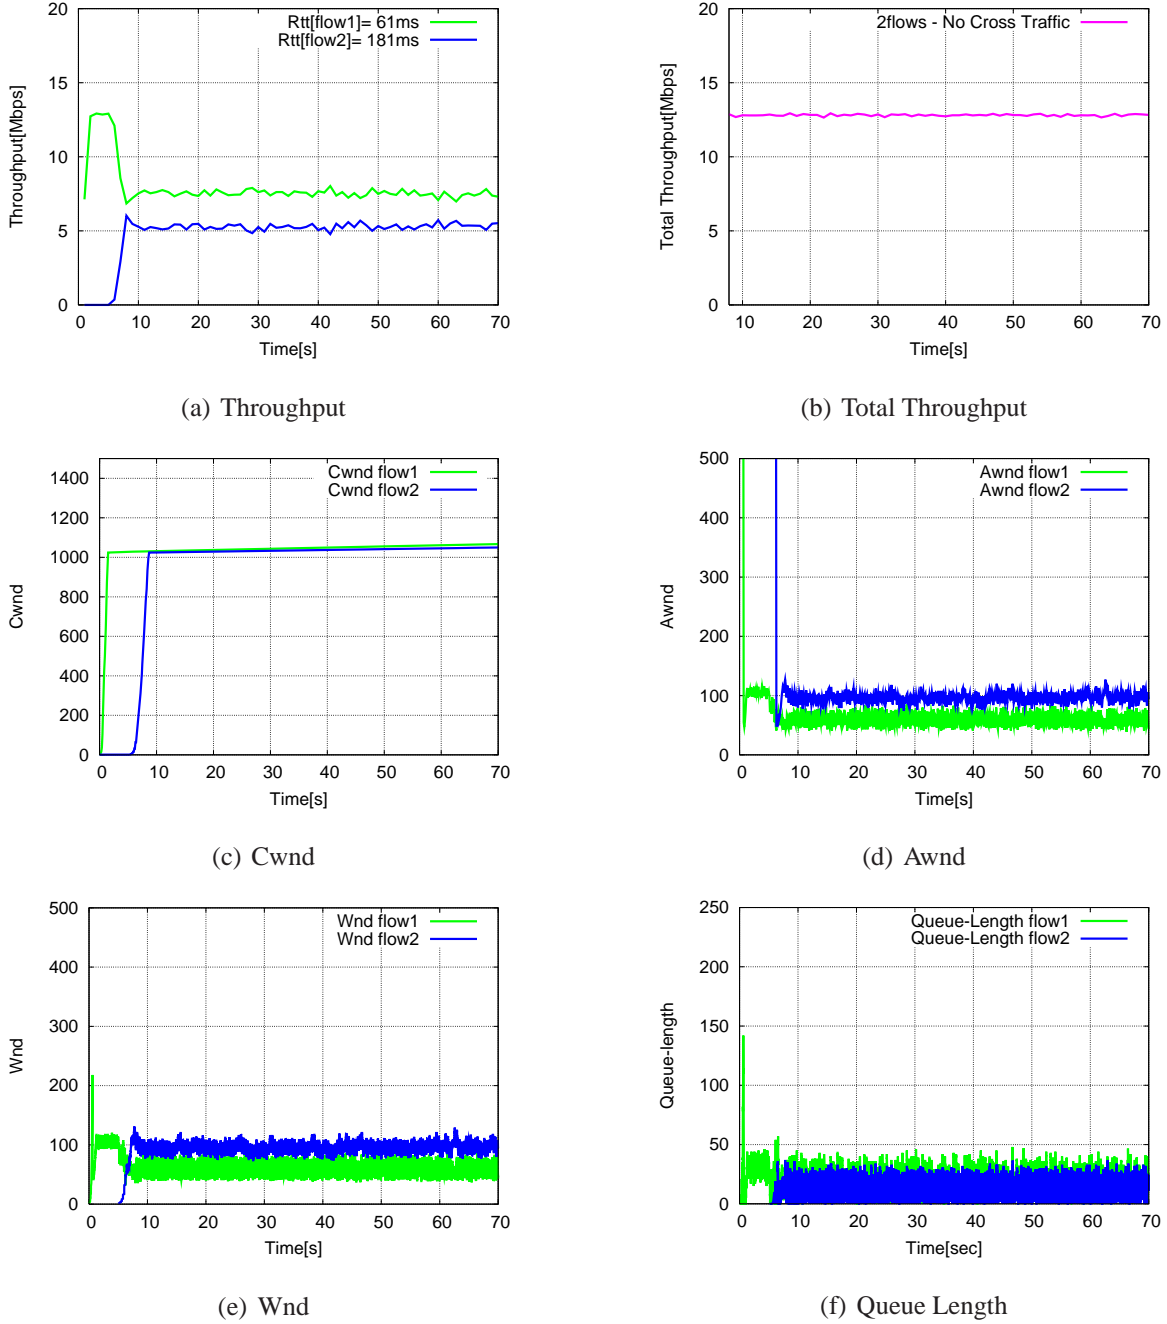 Throughput[Mbps]
20
15
10
5
0
Rtt[flow1]= 61ms
Rtt[flow2]= 181ms
0 10 20 30 40 50 60 70
Time[s]
(a) Throughput
Total Throughput[Mbps]
20
15
10
5
0
2flows - No Cross Traffic
10 20 30 40 50 60 70
Time[s]
(b) Total Throughput
Cwnd
1400
1200
1000
800
600
400
200
0
Cwnd flow1
Cwnd flow2
0 10 20 30 40 50 60 70
Time[s]
(c) Cwnd
Awnd
500
400
300
200
100
0
Awnd flow1
Awnd flow2
0 10 20 30 40 50 60 70
Time[s]
(d) Awnd
Wnd
500
400
300
200
100
0
Wnd flow1
Wnd flow2
0 10 20 30 40 50 60 70
Time[s]
(e) Wnd
Queue-length
250
200
150
100
50
0
Queue-Length flow1
Queue-Length flow2
0 10 20 30 40 50 60 70
Time[sec]
(f) Queue Length